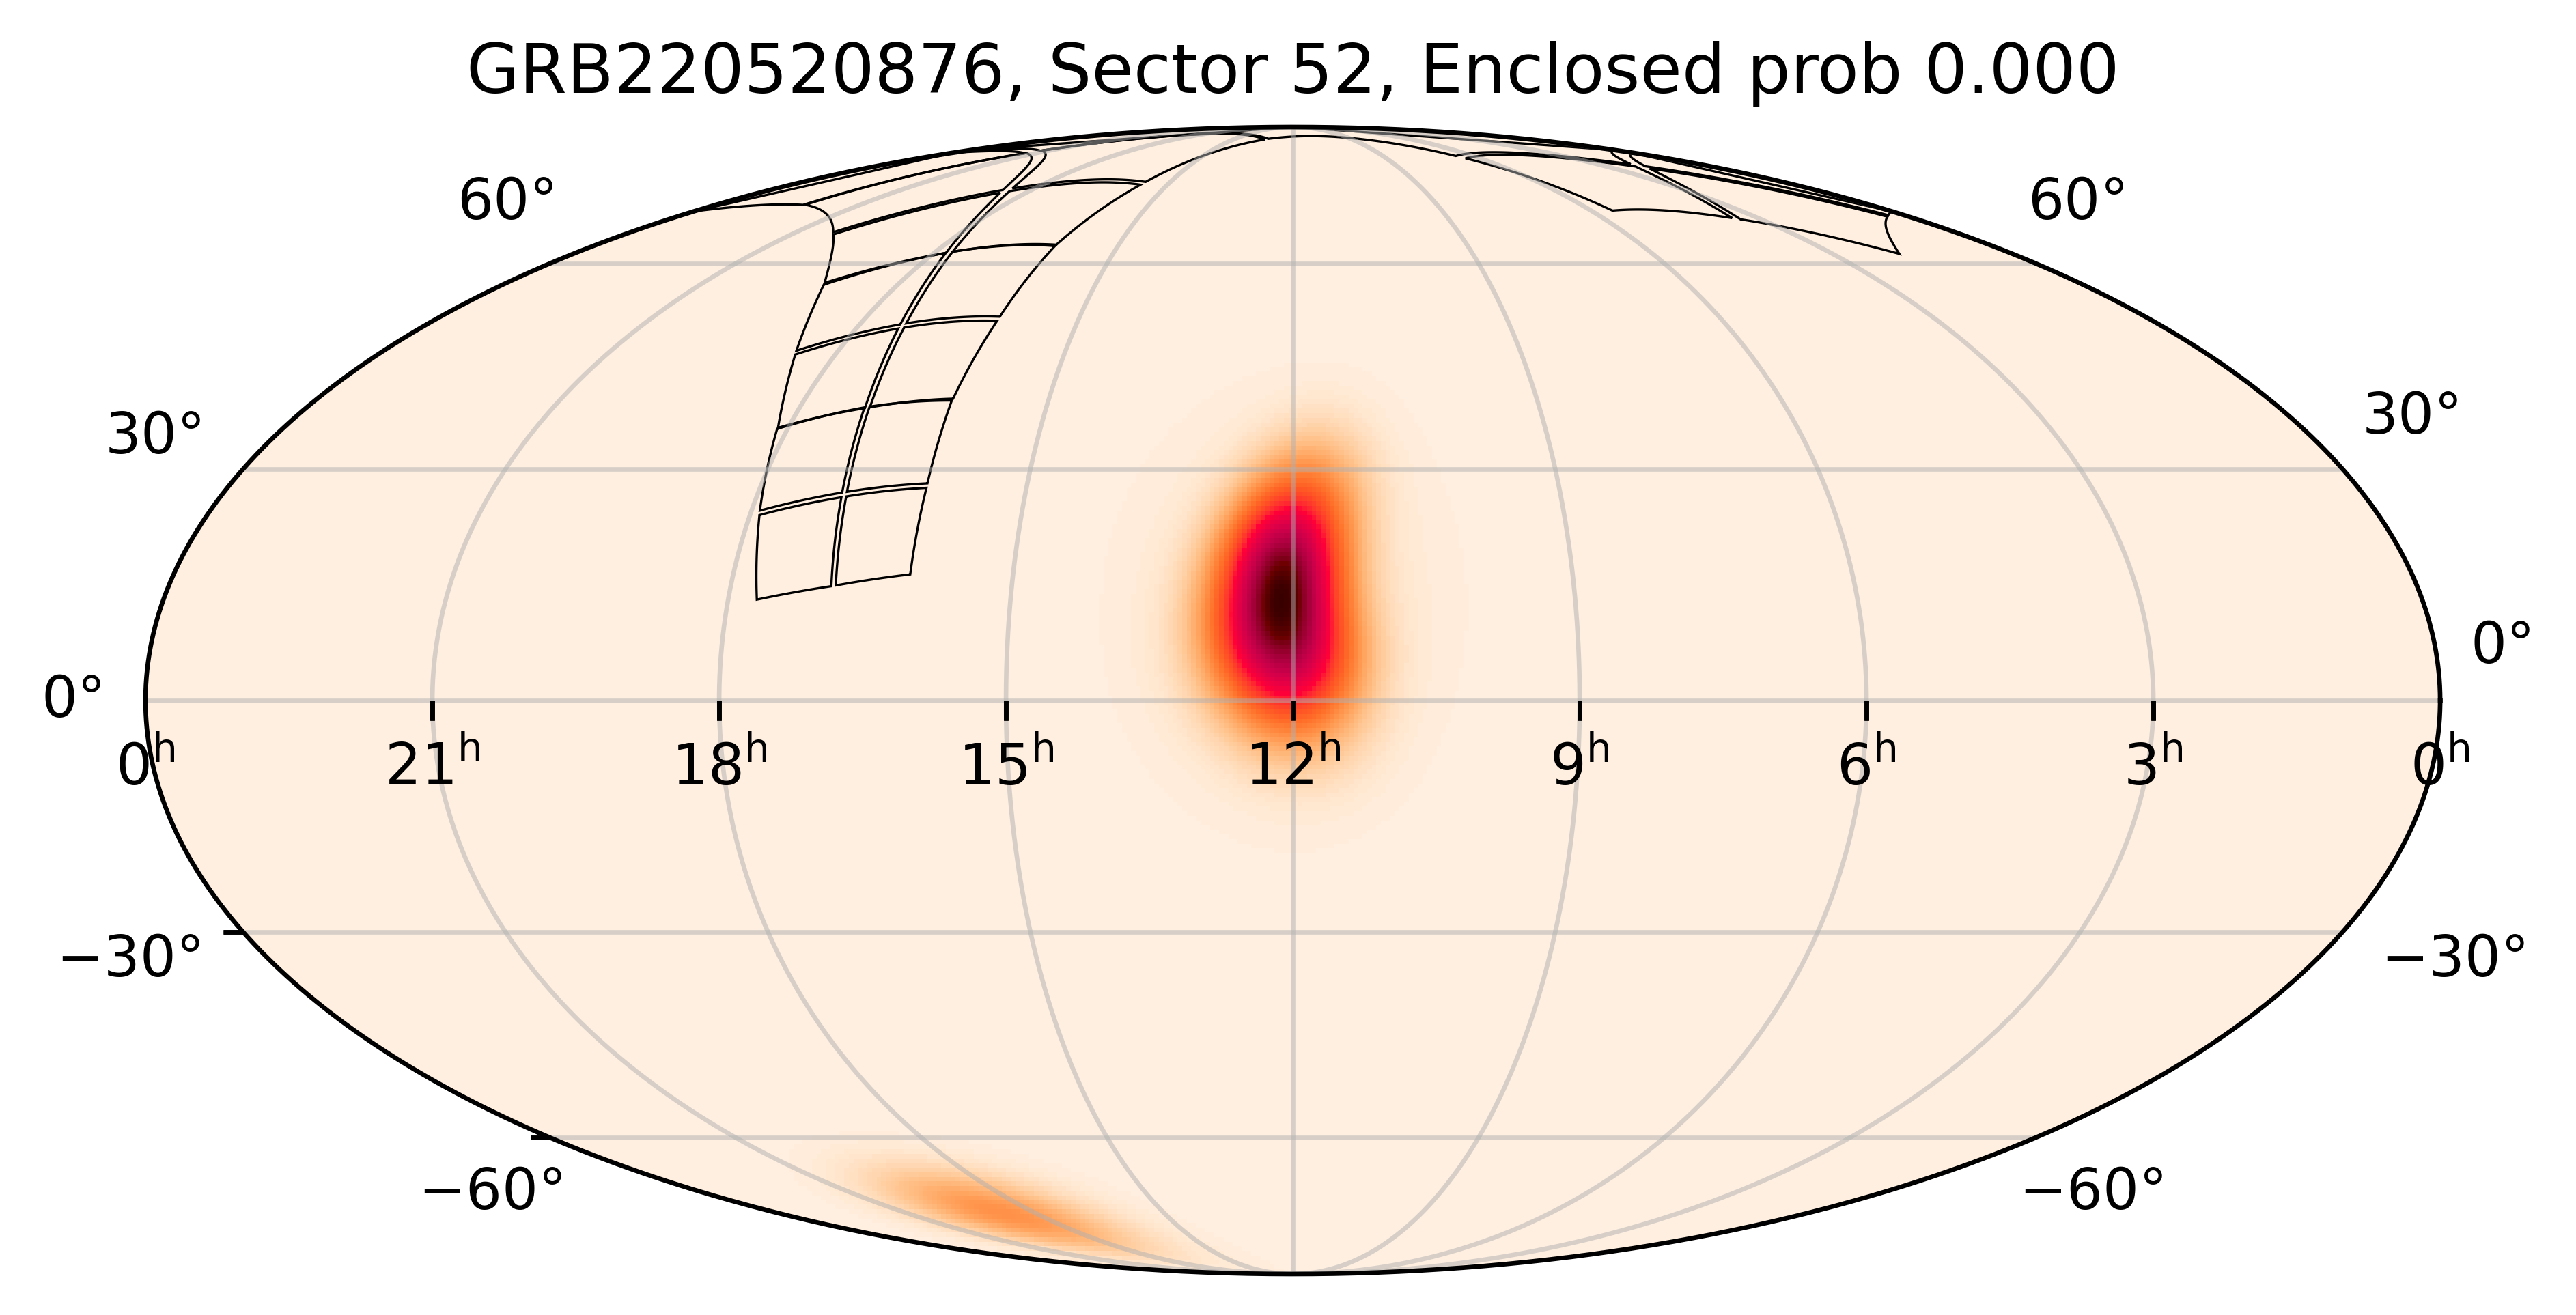 GRB220520876, Sector 52, Enclosed prob 0.000
60° 60°
30° 30°
0° 0°
0h 21h 18h 15h 12h 9h 6h 3h 0h
−30° −30°
−60° −60°